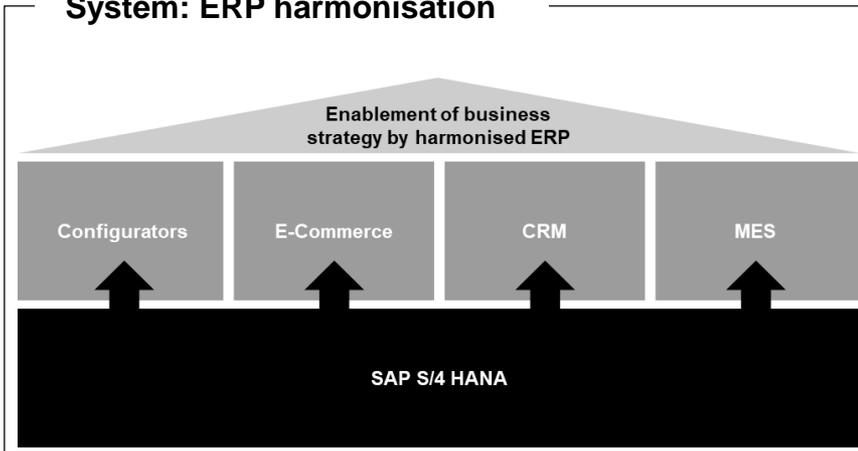 System: ERP harmonisation
Enablement of business
strategy by harmonised ERP
Configurators
E-Commerce
CRM
MES
SAP S/4 HANA